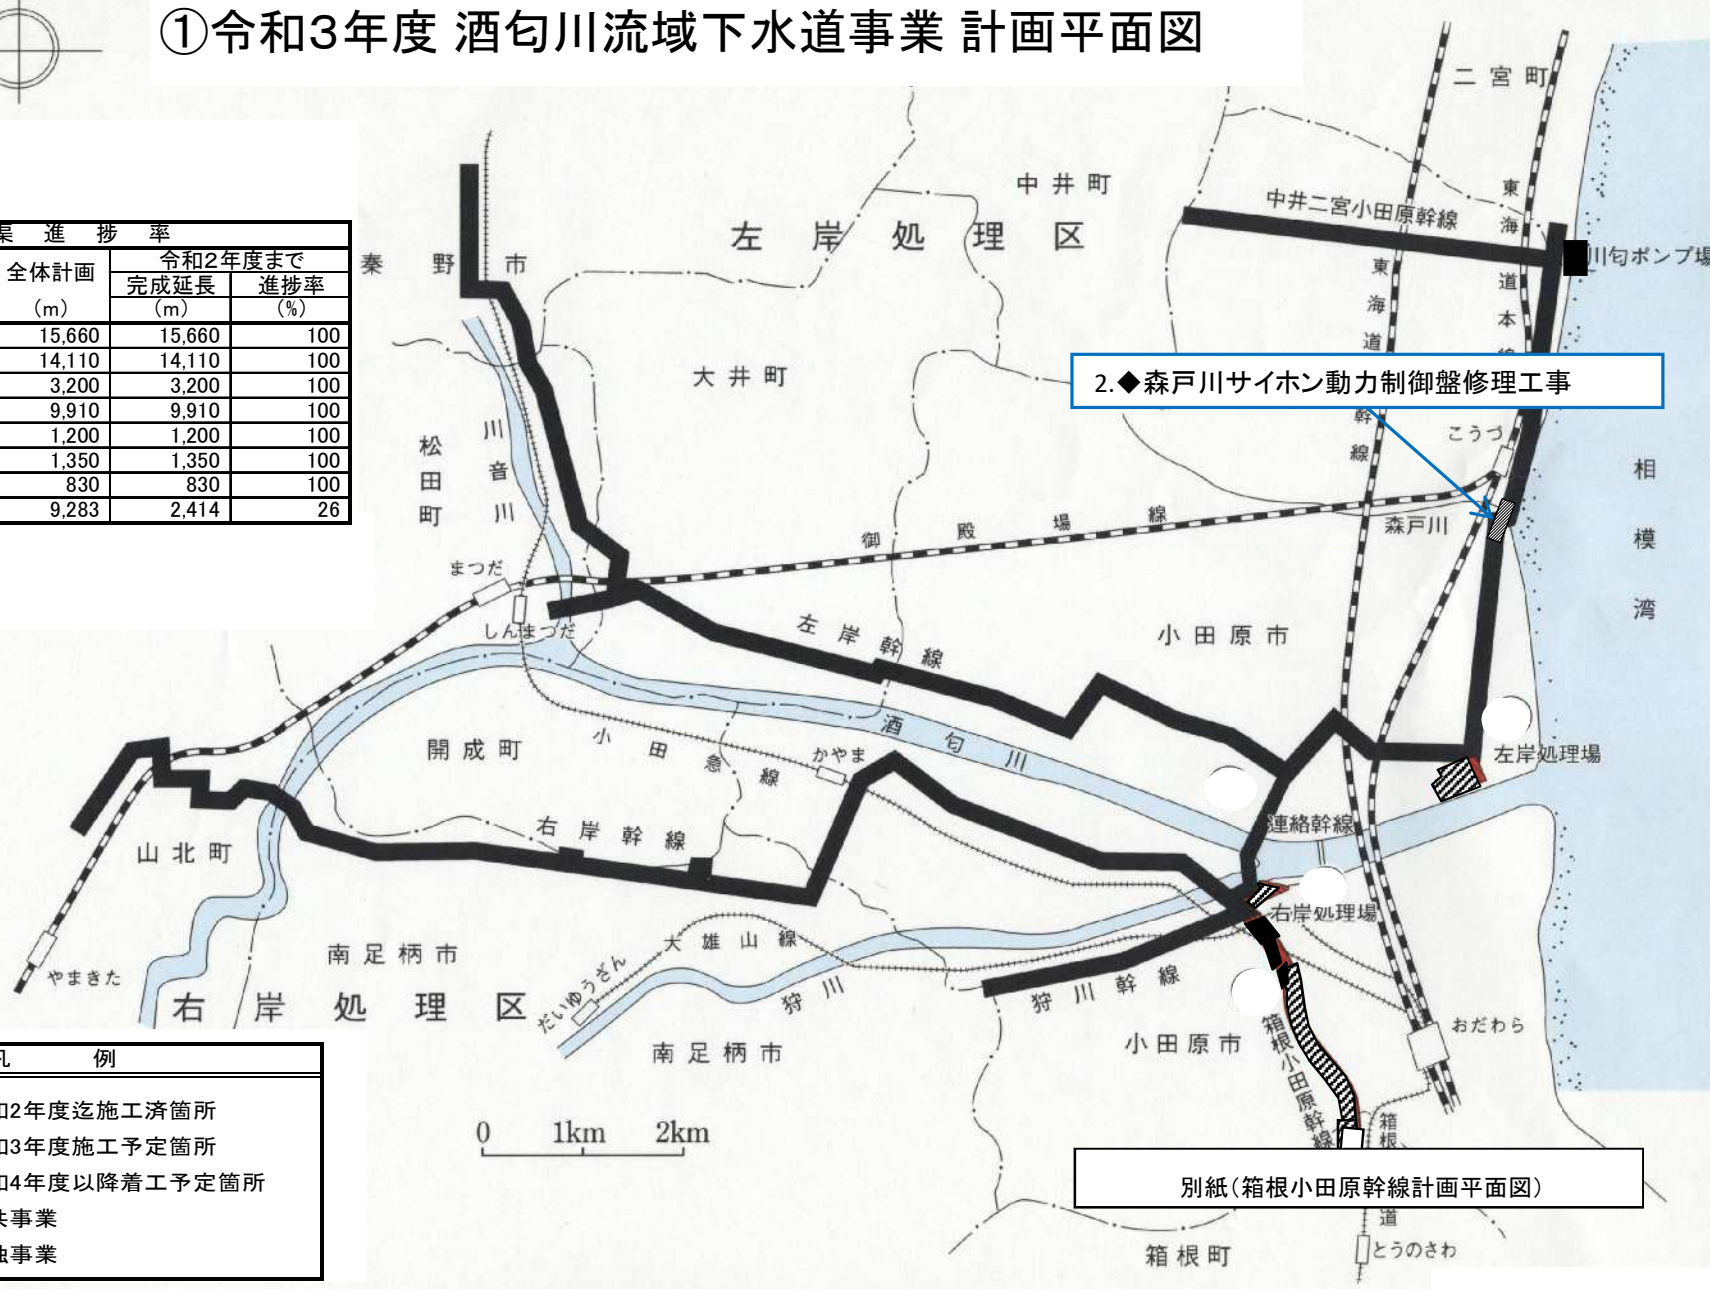 ①令和3年度 酒匂川流域下水道事業 計画平面図
進 捗 率
全体計画
(m)
令和2年度まで
完成延長
(m)
進捗率
(%)
15,660 15,660 100
14,110 14,110 100
3,200 3,200 100
9,910 9,910 100
1,200 1,200 100
1,350 1,350 100
830 830 100
9,283 2,414 26
二宮町
中井町
左岸処理区
中井二宮小田原幹線
東海道本
川匂ポンプ場
秦野市
東海道
幹線
大井町
2.◆森戸川サイホン動力制御盤修理工事
こうづ
松田町
川音川
相模湾
御殿場線
森戸川
まつだ
しんまつだ
左岸幹線
小田原市
酒匂川
開成町
小田急線
かやま
左岸処理場
右岸幹線
連絡幹線
山北町
右岸処理場
南足柄市
大雄山線
やまきた
右岸処理区
だいゆうざん
狩川
狩川幹線
箱根小田原幹線
おだわら
南足柄市
小田原市
凡 例
2年度迄施工済箇所
3年度施工予定箇所
4年度以降着工予定箇所
事業
事業
0 1km 2km
箱根
別紙(箱根小田原幹線計画平面図)
道
箱根町
とうのさわ